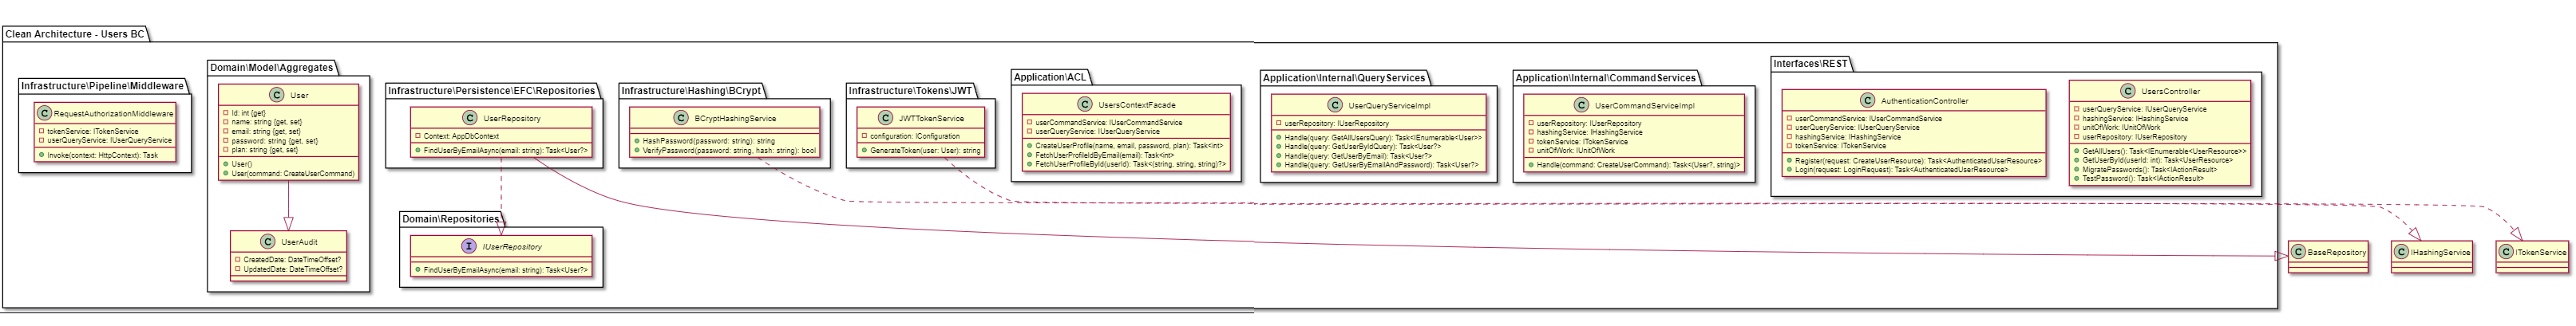 Clean Architecture - Users BC
Infrastructure\Pipeline\Middleware
C RequestAuthorizationMiddleware
tokenService: ITokenService
userQueryService: IUserQueryService
Invoke(context: HttpContext): Task
Domain\Model\Aggregates
C User
Id: int {get}
name: string {get, set}
email: string {get, set}
password: string {get, set}
plan: string {get, set}
User()
User(command: CreateUserCommand)
C UserAudit
CreatedDate: DateTimeOffset?
UpdatedDate: DateTimeOffset?
Infrastructure\Persistence\EFC\Repositories
C UserRepository
Context: AppDbContext
FindUserByEmailAsync(email: string): Task<User?>
Domain\Repositories
I IUserRepository
FindUserByEmailAsync(email: string): Task<User?>
Infrastructure\Hashing\BCrypt
C BCryptHashingService
HashPassword(password: string): string
VerifyPassword(password: string, hash: string): bool
Infrastructure\Tokens\JWT
C JWTTokenService
configuration: IConfiguration
GenerateToken(user: User): string
Application\ACL
C UsersContextFacade
userCommandService: IUserCommandService
userQueryService: IUserQueryService
CreateUserProfile(name, email, password, plan): Task<int>
FetchUserProfileIdByEmail(email): Task<int>
FetchUserProfileById(userId): Task<(string, string, string)?>
Application\Internal\QueryServices
C UserQueryServiceImpl
userRepository: IUserRepository
Handle(query: GetAllUsersQuery): Task<IEnumerable<User>>
Handle(query: GetUserByIdQuery): Task<User?>
Handle(query: GetUserByEmail): Task<User?>
Handle(query: GetUserByEmailAndPassword): Task<User?>
Application\Internal\CommandServices
C UserCommandServiceImpl
userRepository: IUserRepository
hashingService: IHashingService
tokenService: ITokenService
unitOfWork: IUnitOfWork
Handle(command: CreateUserCommand): Task<(User?, string)>
Interfaces\REST
C AuthenticationController
userCommandService: IUserCommandService
userQueryService: IUserQueryService
hashingService: IHashingService
tokenService: ITokenService
Register(request: CreateUserResource): Task<AuthenticatedUserResource>
Login(request: LoginRequest): Task<AuthenticatedUserResource>
C UsersController
userQueryService: IUserQueryService
hashingService: IHashingService
unitOfWork: IUnitOfWork
userRepository: IUserRepository
GetAllUsers(): Task<IEnumerable<UserResource>>
GetUserById(userId: int): Task<UserResource>
MigratePasswords(): Task<IActionResult>
TestPassword(): Task<IActionResult>
C BaseRepository
C IHashingService
C ITokenService